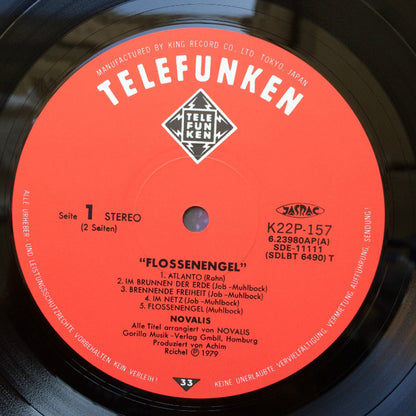 MANUFACTURED BY KING RECORD CO., LTD. TOKYO, JAPAN
TELEFUNKEN
TELE
FUN
KEN
Seite 1 STEREO
(2 Seiten)
JASRAC
K22P-157
6.23980AP(A)
SDE-11111
(SDLBT 6490) T
"FLOSSENENGEL"
1. ATLANTO (Rahn)
2. IM BRUNNEN DER ERDE (Job-Muhlbock)
3. BRENNENDE FREIHEIT (Job-Muhlbock)
4. IM NETZ (Job-Muhlbock)
5. FLOSSENENGEL (Muhlbock)
NOVALIS
Alle Titel arrangiert von NOVALIS
Gorilla Musik-Verlag GmbH, Hamburg
Produziert von Achim
Reichel ℗ 1979
33
ALLE URHEBER- UND LEISTUNGSSCHUTZRECHTE VORBEHALTEN KEIN VERLEIH!
KEINE UNERLAUBTE VERVIELFÄLTIGUNG, VERMIETUNG, AUFFÜHRUNG, SENDUNG!